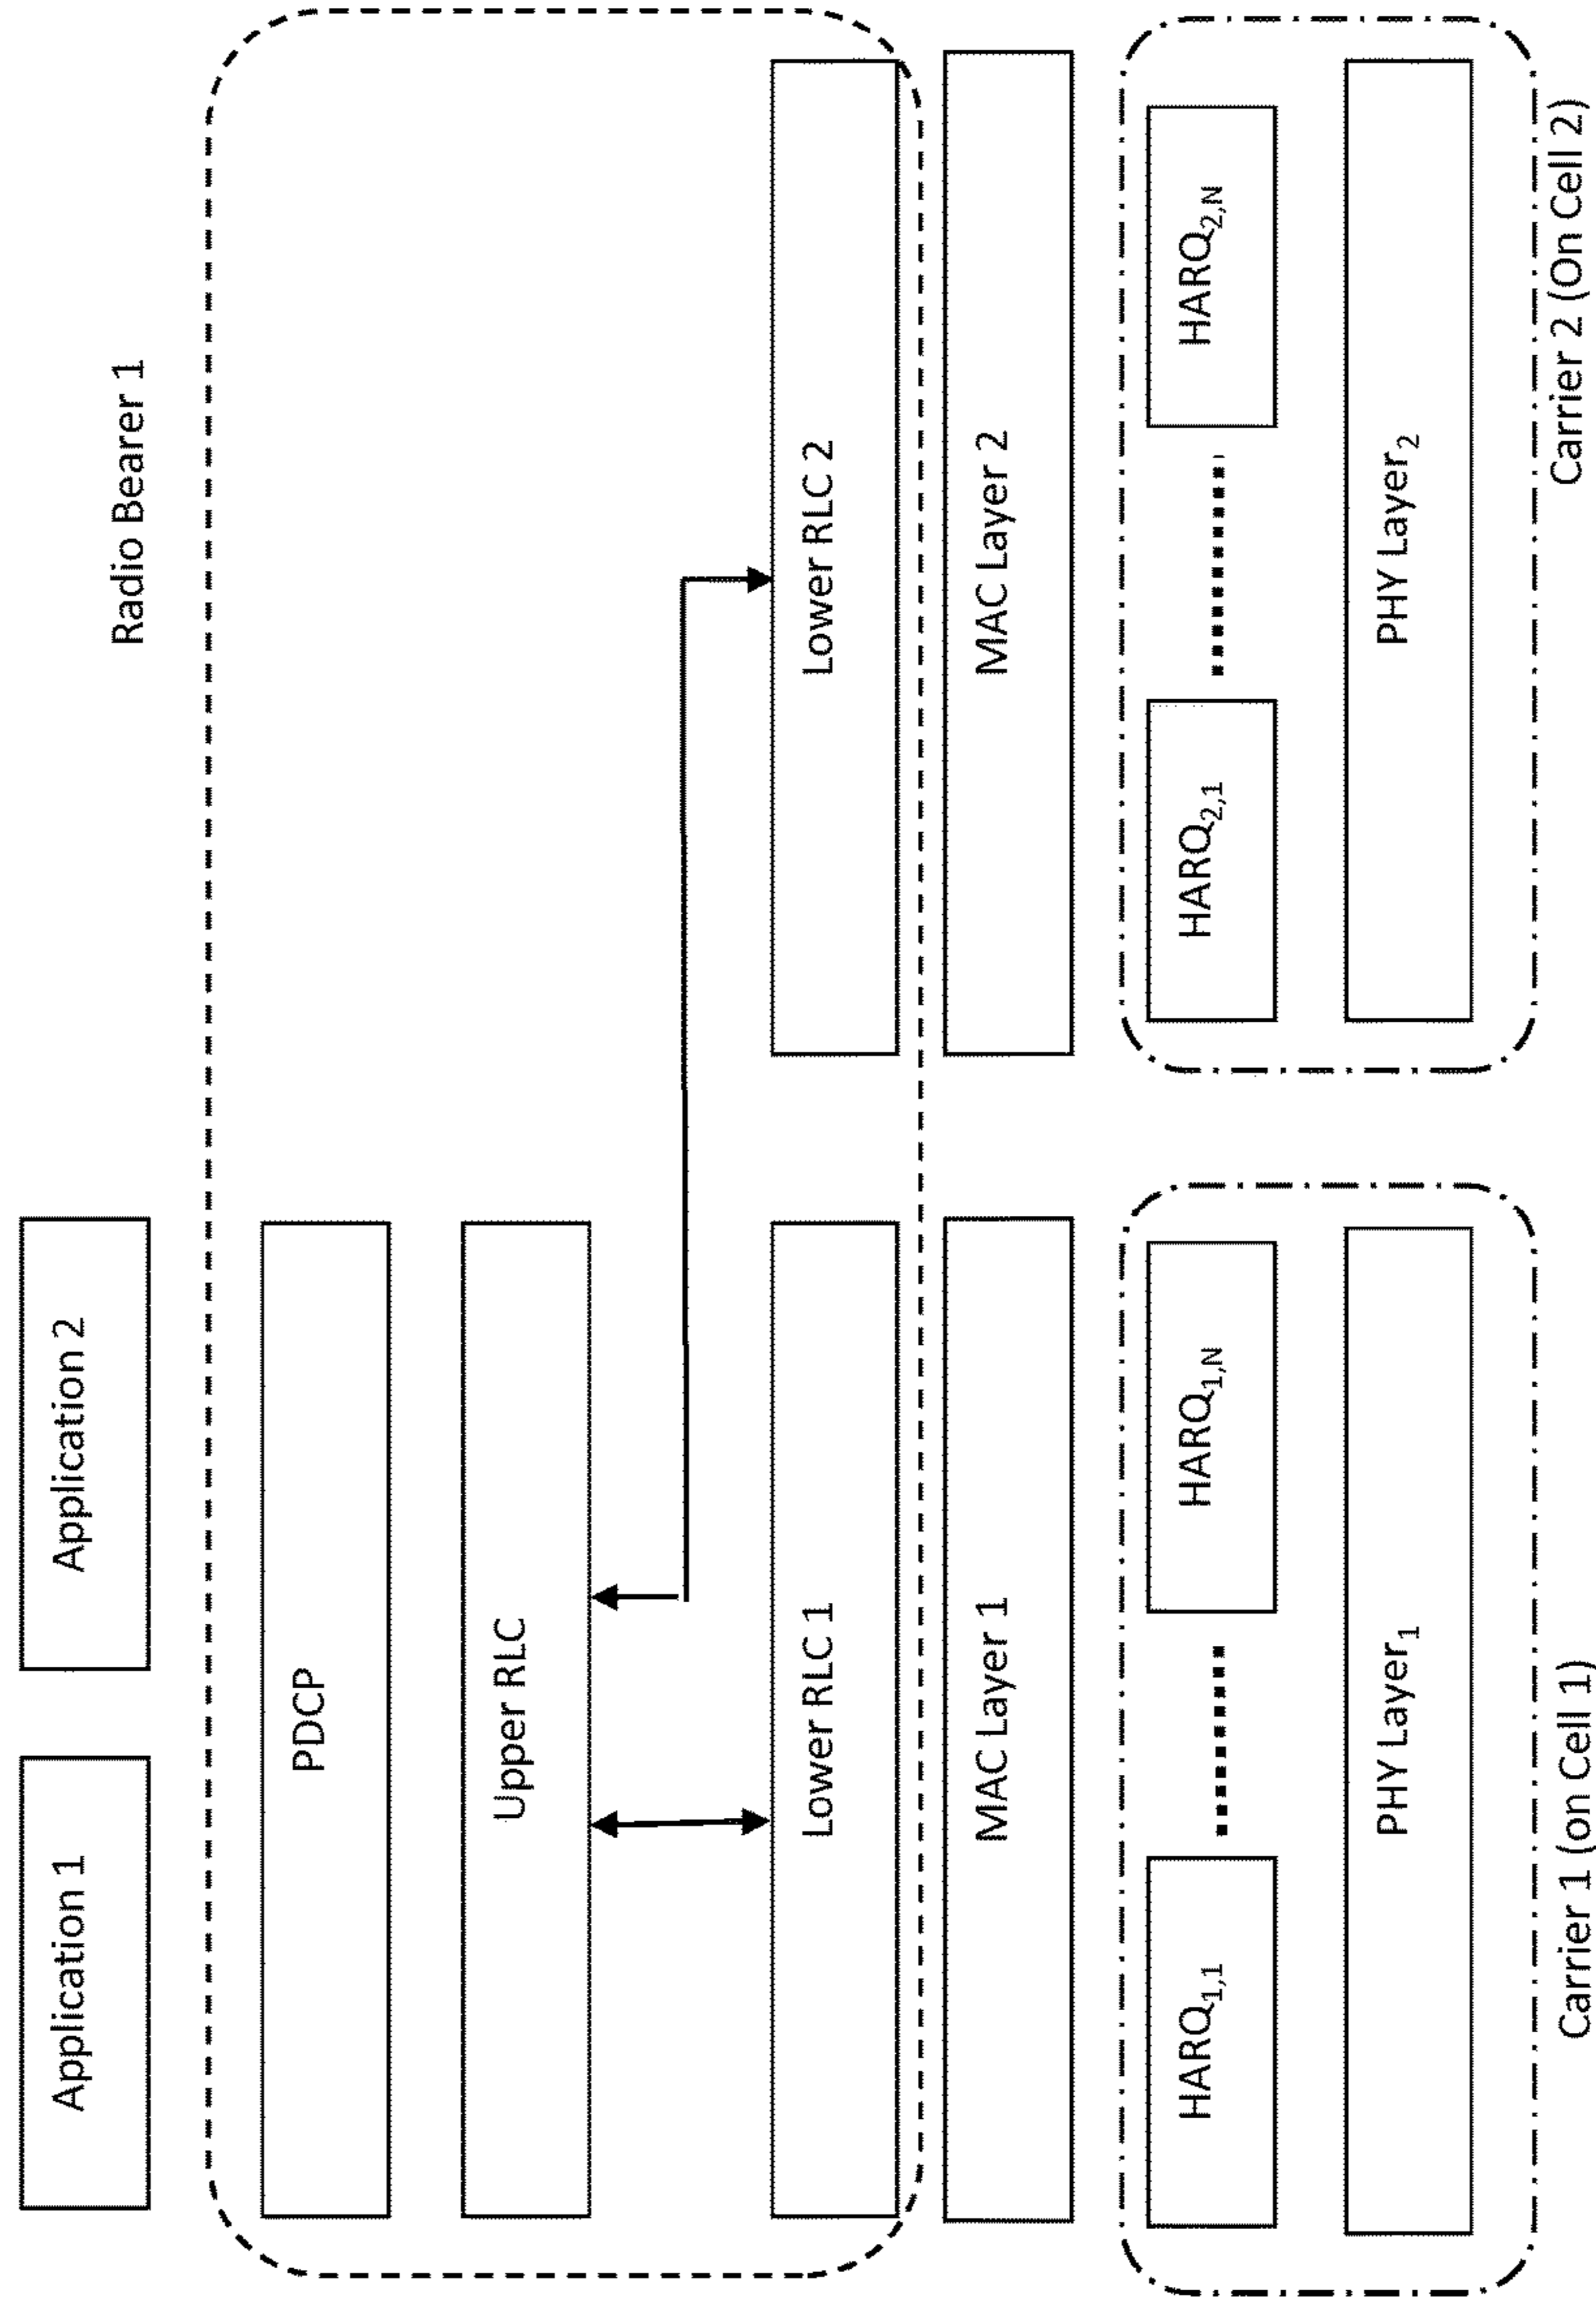 Application 1
Application 2
Radio Bearer 1
PDCP
Upper RLC
Lower RLC 1
Lower RLC 2
MAC Layer 1
MAC Layer 2
HARQ1,1
HARQ1,N
HARQ2,1
HARQ2,N
PHY Layer1
PHY Layer2
Carrier 1 (on Cell 1)
Carrier 2 (On Cell 2)